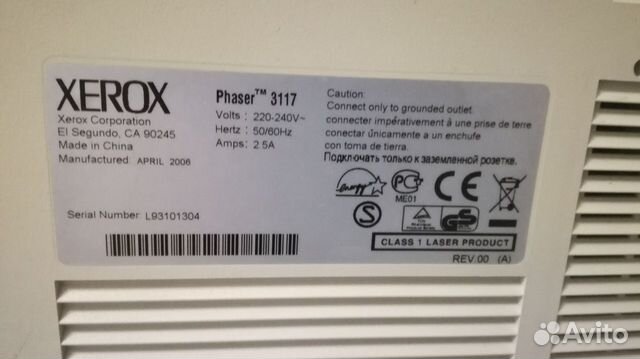 XEROX
Xerox Corporation
El Segundo, CA 90245
Made in China
Manufactured APRIL 2006
Serial Number: L93101304
Phaser™ 3117
Volts : 220-240V~
Hertz : 50/60Hz
Amps: 2.5A
Caution:
Connect only to grounded outlet.
connecter impérativement à une prise de terre
conectar únicamente a un enchufe
con toma de tierra.
Подключать только к заземленной розетке.
energy
PC
ME01
CE
S
TÜV
GS
CLASS 1 LASER PRODUCT
REV 00 (A)
Avito